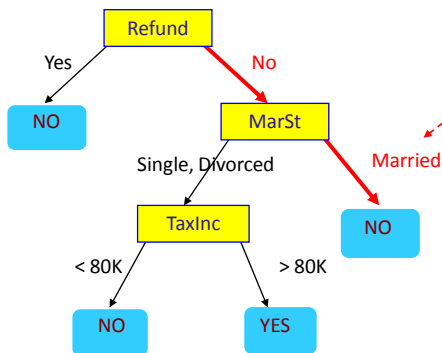 Refund
Yes
No
NO
MarSt
Single, Divorced
Married
TaxInc
NO
< 80K
> 80K
NO
YES